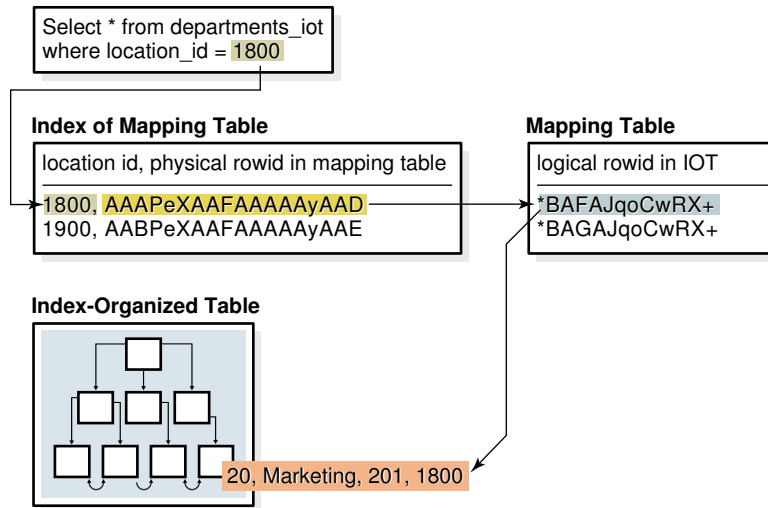 Select * from departments_iot
where location_id = 1800
Index of Mapping Table
location id, physical rowid in mapping table
1800, AAAPeXAAFAAAAAyAAD
1900, AABPeXAAFAAAAAyAAE
Mapping Table
logical rowid in IOT
*BAFAJqoCwRX+
*BAGAJqoCwRX+
Index-Organized Table
20, Marketing, 201, 1800